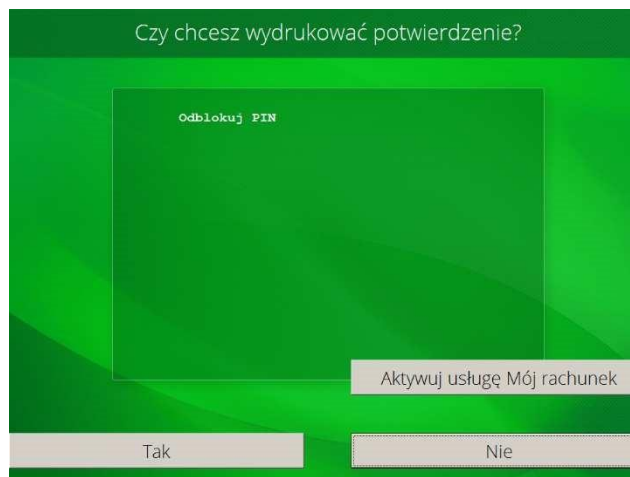 Czy chcesz wydrukować potwierdzenie?
Odblokuj PIN
Aktywuj usługę Mój rachunek
Tak
Nie